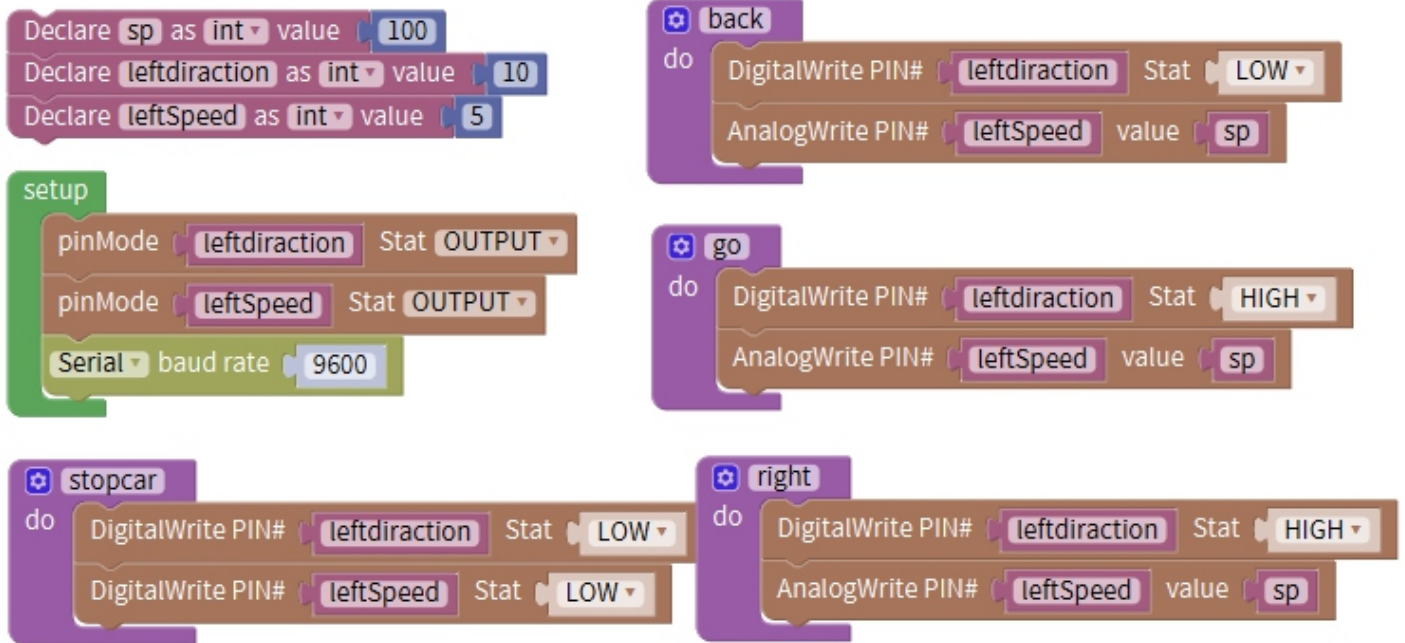 Declare sp as int value 100
Declare leftdiraction as int value 10
Declare leftSpeed as int value 5
setup
pinMode leftdiraction Stat OUTPUT
pinMode leftSpeed Stat OUTPUT
Serial baud rate 9600
stopcar
do
DigitalWrite PIN# leftdiraction Stat LOW
DigitalWrite PIN# leftSpeed Stat LOW
back
do
DigitalWrite PIN# leftdiraction Stat LOW
AnalogWrite PIN# leftSpeed value sp
go
do
DigitalWrite PIN# leftdiraction Stat HIGH
AnalogWrite PIN# leftSpeed value sp
right
do
DigitalWrite PIN# leftdiraction Stat HIGH
AnalogWrite PIN# leftSpeed value sp